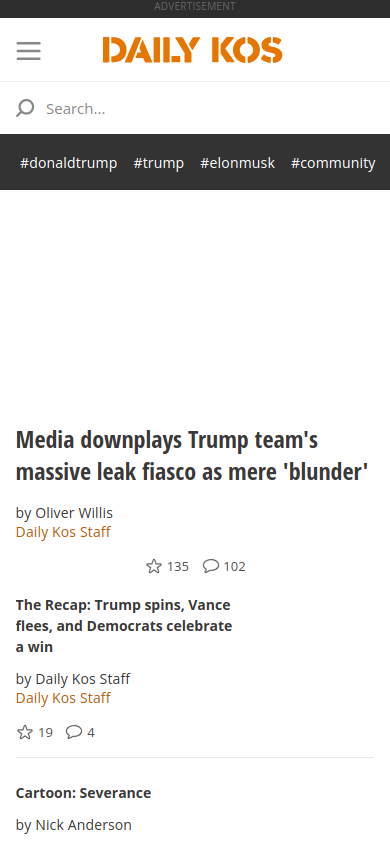 ADVERTISEMENT
DAILY KOS
Search...
#donaldtrump #trump #elonmusk #community
Media downplays Trump team's
massive leak fiasco as mere 'blunder'
by Oliver Willis
Daily Kos Staff
135 102
The Recap: Trump spins, Vance
flees, and Democrats celebrate
a win
by Daily Kos Staff
Daily Kos Staff
19 4
Cartoon: Severance
by Nick Anderson